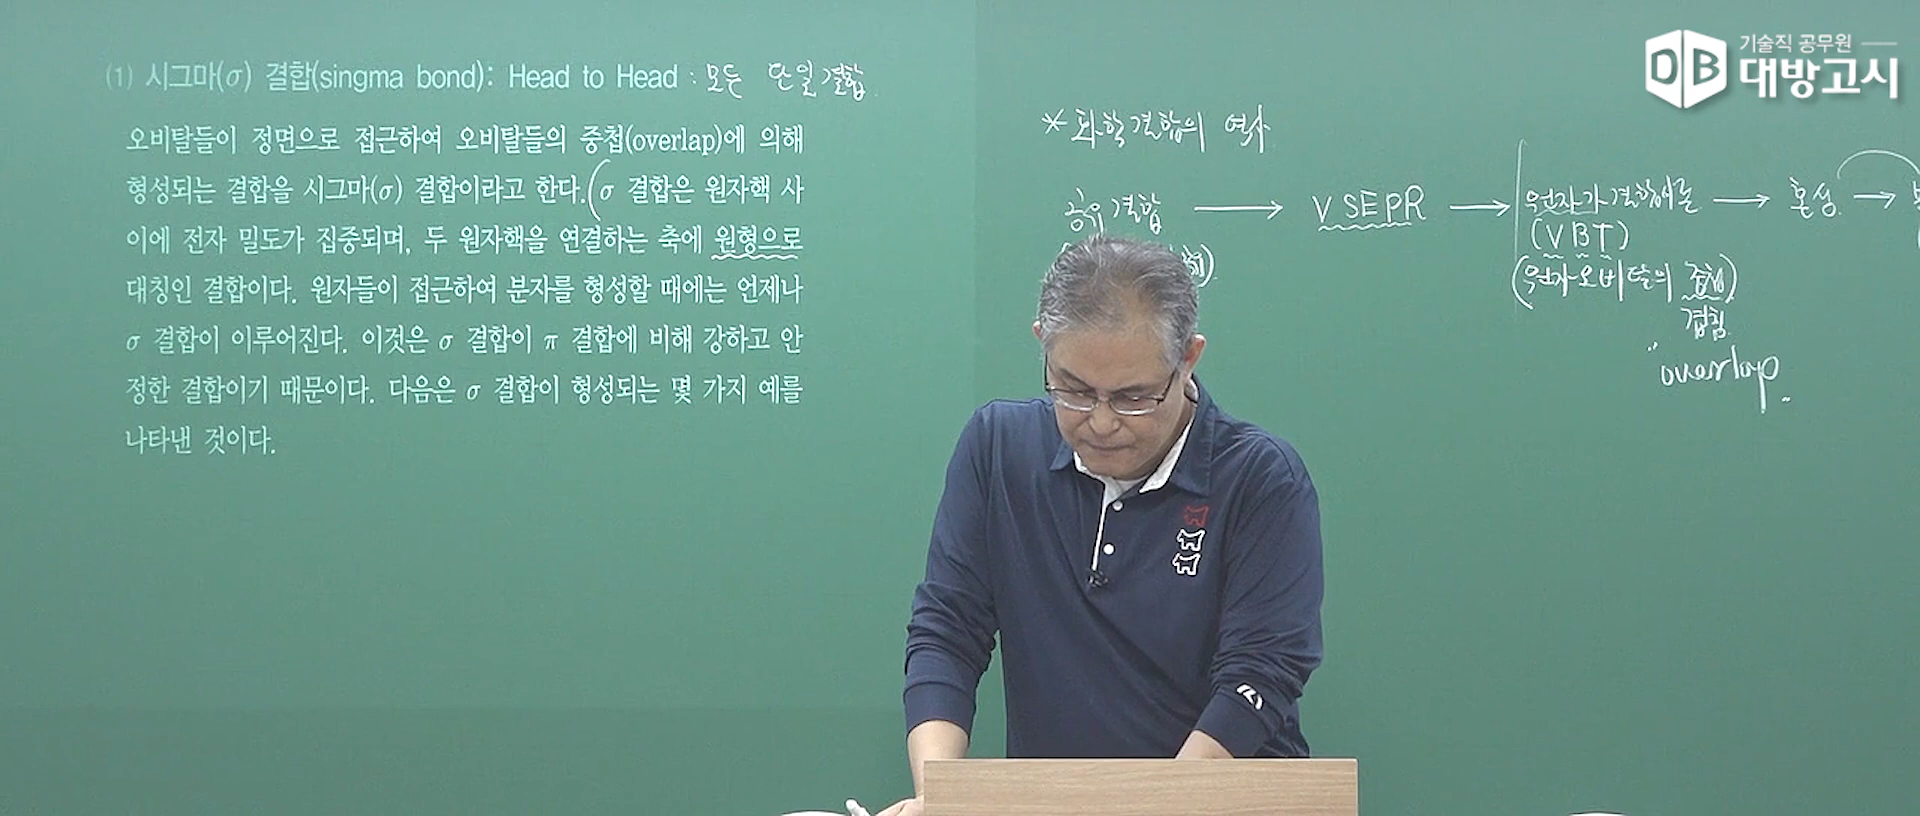 (1) 시그마(σ) 결합(singma bond): Head to Head : 모든 단일결합
오비탈들이 정면으로 접근하여 오비탈들의 중첩(overlap)에 의해
형성되는 결합을 시그마(σ) 결합이라고 한다.(σ 결합은 원자핵 사
이에 전자 밀도가 집중되며, 두 원자핵을 연결하는 축에 원형으로
대칭인 결합이다. 원자들이 접근하여 분자를 형성할 때에는 언제나
σ 결합이 이루어진다. 이것은 σ 결합이 π 결합에 비해 강하고 안
정한 결합이기 때문이다. 다음은 σ 결합이 형성되는 몇 가지 예를
나타낸 것이다.
* 화학결합의 역사
공유결합 → VSEPR → 원자가결합이론 → 혼성 →
(VBT)
(원자오비탈의 중첩)
겹침
"overlap"
기술직 공무원
DB 대방고시